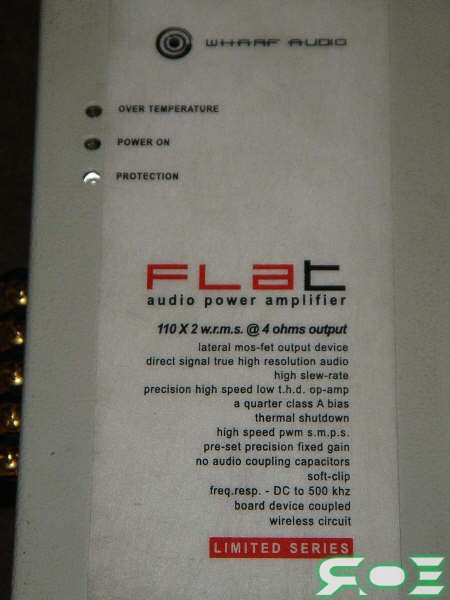 WHARF AUDIO
OVER TEMPERATURE
POWER ON
PROTECTION
FLat
audio power amplifier
110 X 2 w.r.m.s. @ 4 ohms output
lateral mos-fet output device
direct signal true high resolution audio
high slew-rate
precision high speed low t.h.d. op-amp
a quarter class A bias
thermal shutdown
high speed pwm s.m.p.s.
pre-set precision fixed gain
no audio coupling capacitors
soft-clip
freq.resp. - DC to 500 khz
board device coupled
wireless circuit
LIMITED SERIES